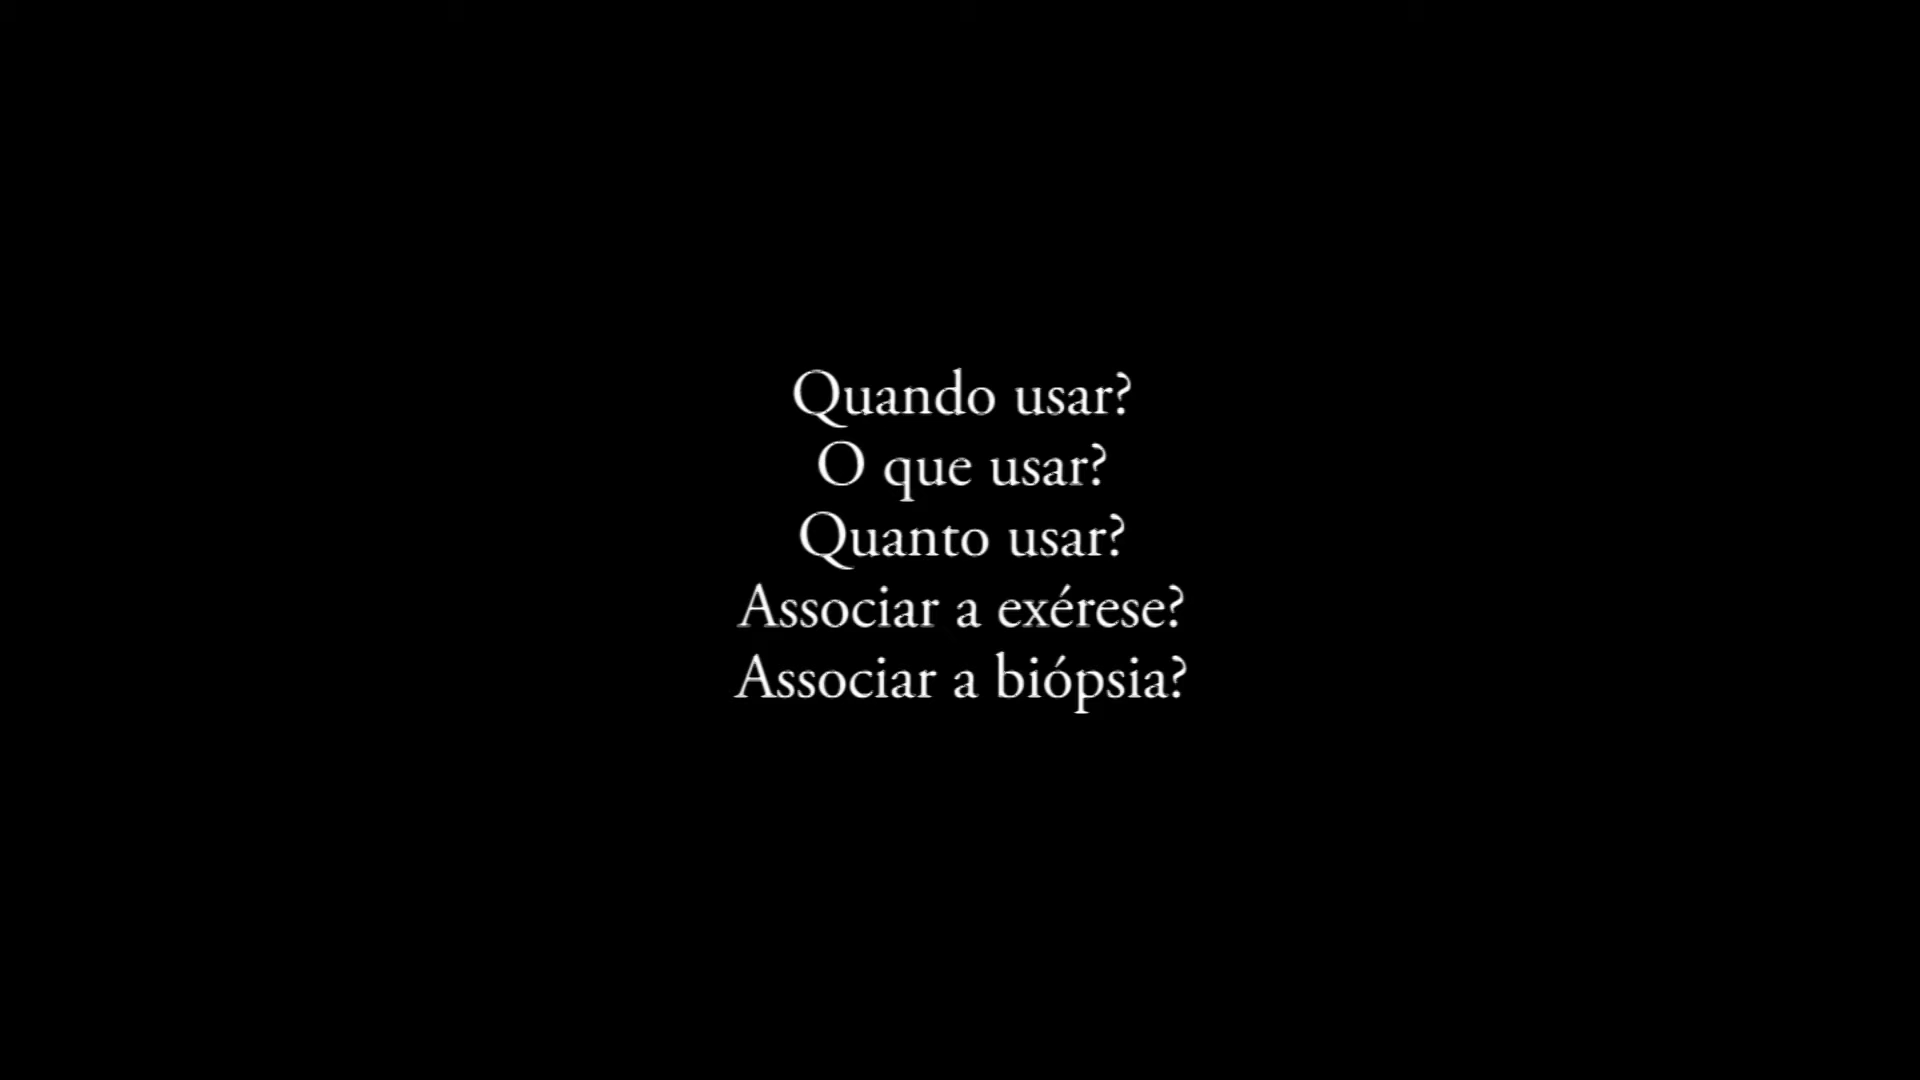 Quando usar?
O que usar?
Quanto usar?
Associar a exérese?
Associar a biópsia?